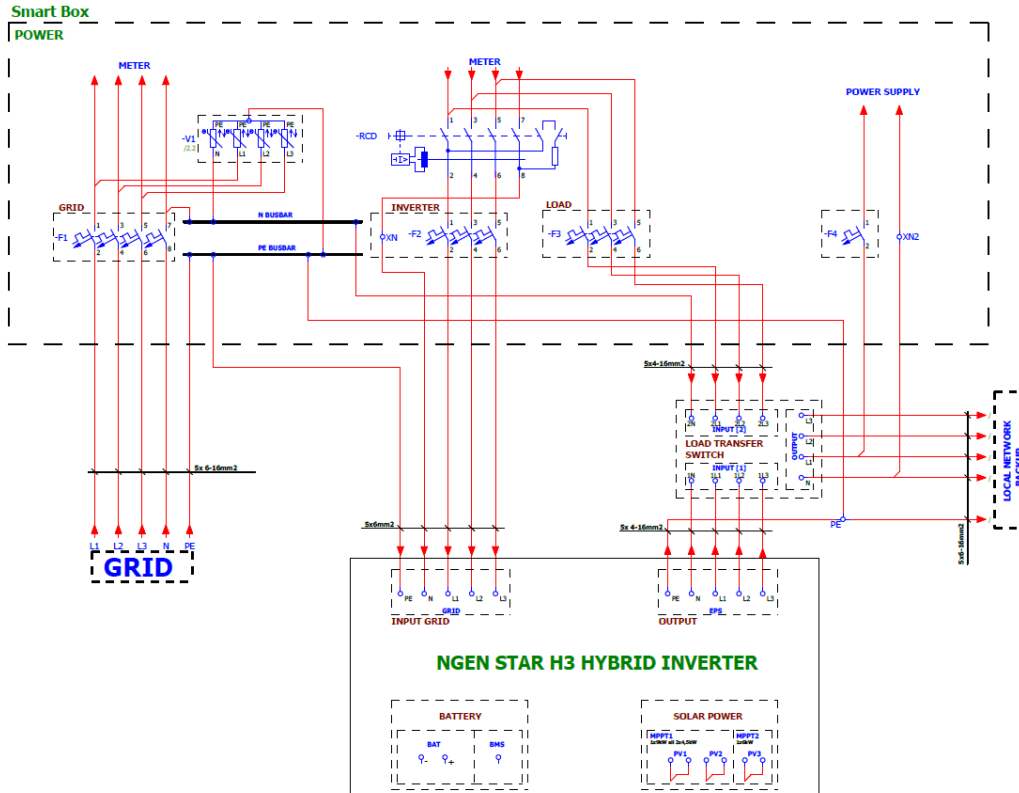 Smart Box
POWER
METER
METER
POWER SUPPLY
PE PE PE PE
-V1
/2.2
N L1 L2 L3
1 3 5 7
-RCD
I>
2 4 6 8
GRID
1 3 5 7
-F1
2 4 6 8
N BUSBAR
PE BUSBAR
INVERTER
XN
-F2
1 3 5
2 4 6
LOAD
-F3
1 3 5
2 4 6
-F4
1
2
XN2
5x4-16mm2
2N 2L1 2L2 2L3
INPUT [2]
LOAD TRANSFER
SWITCH
INPUT [1]
1N 1L1 1L2 1L3
OUTPUT
L3
L2
L1
N
LOCAL NETWORK
BACKUP
5x 6-16mm2
5x6mm2
5x 4-16mm2
PE
5x6-16mm2
L1 L2 L3 N PE
GRID
PE N L1 L2 L3
GRID
INPUT GRID
PE N L1 L2 L3
EPS
OUTPUT
NGEN STAR H3 HYBRID INVERTER
BATTERY
BAT
- +
BMS
SOLAR POWER
MPPT1
1x9kW ali 2x4,5kW
PV1 PV2
MPPT2
1x6kW
PV3